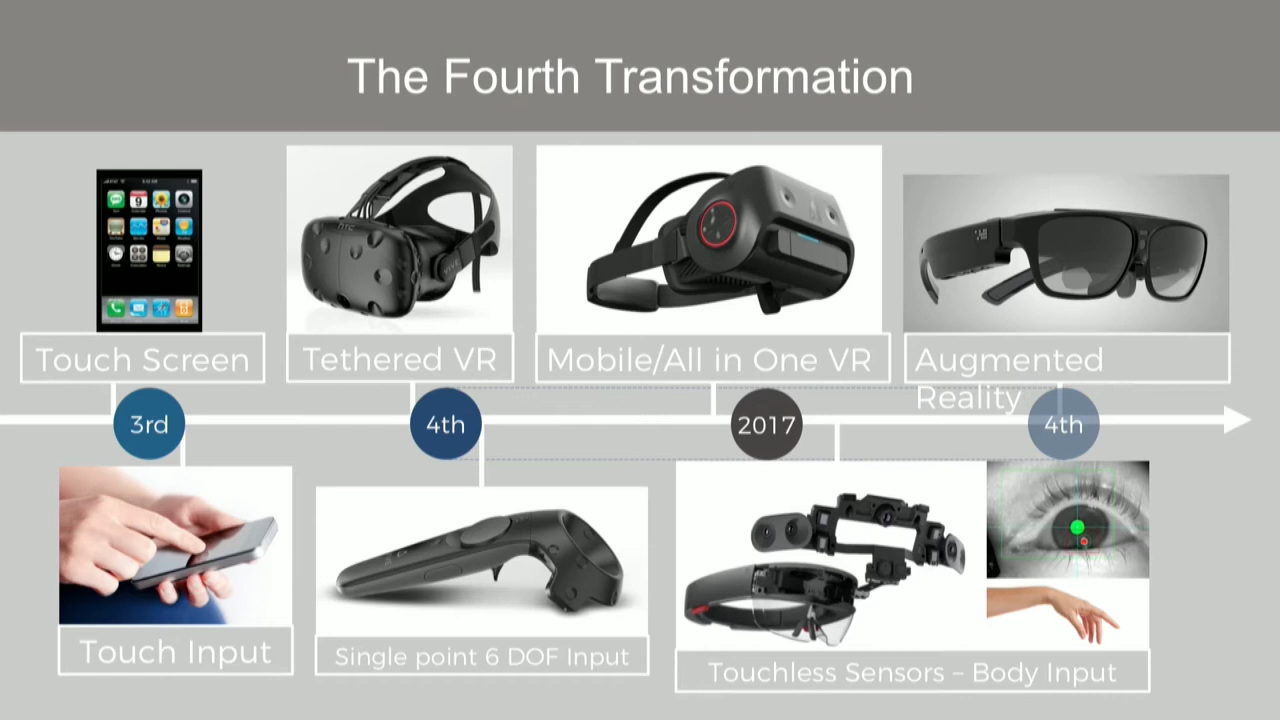 The Fourth Transformation
Touch Screen
Tethered VR
Mobile/All in One VR
Augmented
Reality
3rd
4th
2017
4th
Touch Input
Single point 6 DOF Input
Touchless Sensors – Body Input